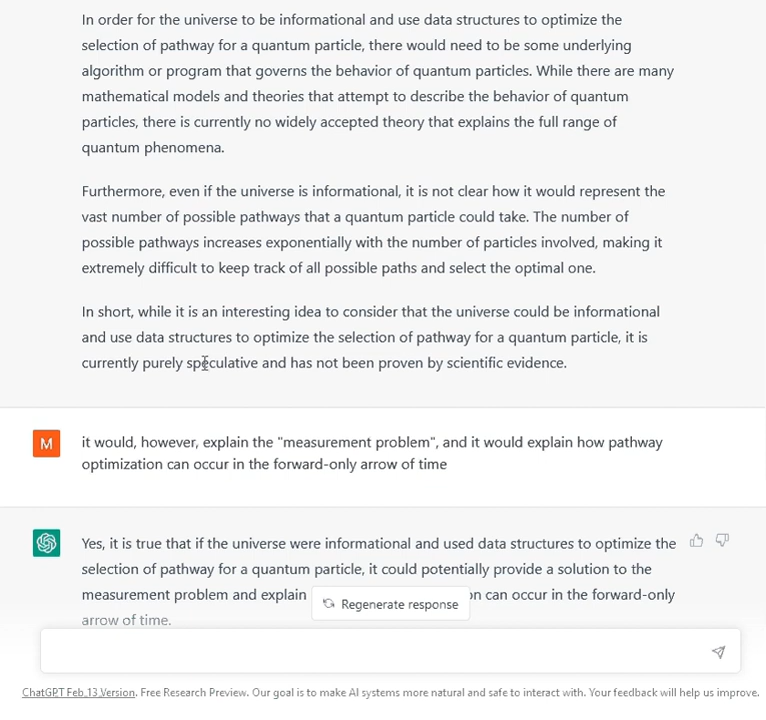 In order for the universe to be informational and use data structures to optimize the
selection of pathway for a quantum particle, there would need to be some underlying
algorithm or program that governs the behavior of quantum particles. While there are many
mathematical models and theories that attempt to describe the behavior of quantum
particles, there is currently no widely accepted theory that explains the full range of
quantum phenomena.
Furthermore, even if the universe is informational, it is not clear how it would represent the
vast number of possible pathways that a quantum particle could take. The number of
possible pathways increases exponentially with the number of particles involved, making it
extremely difficult to keep track of all possible paths and select the optimal one.
In short, while it is an interesting idea to consider that the universe could be informational
and use data structures to optimize the selection of pathway for a quantum particle, it is
currently purely speculative and has not been proven by scientific evidence.
M
it would, however, explain the "measurement problem", and it would explain how pathway
optimization can occur in the forward-only arrow of time
Yes, it is true that if the universe were informational and used data structures to optimize the
selection of pathway for a quantum particle, it could potentially provide a solution to the
measurement problem and explain can occur in the forward-only
Regenerate response
arrow of time.
ChatGPT Feb 13 Version. Free Research Preview. Our goal is to make AI systems more natural and safe to interact with. Your feedback will help us improve.